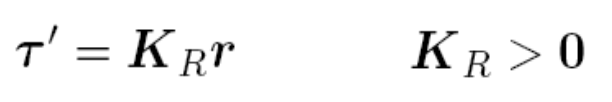 τ′ = K_R r    K_R > 0